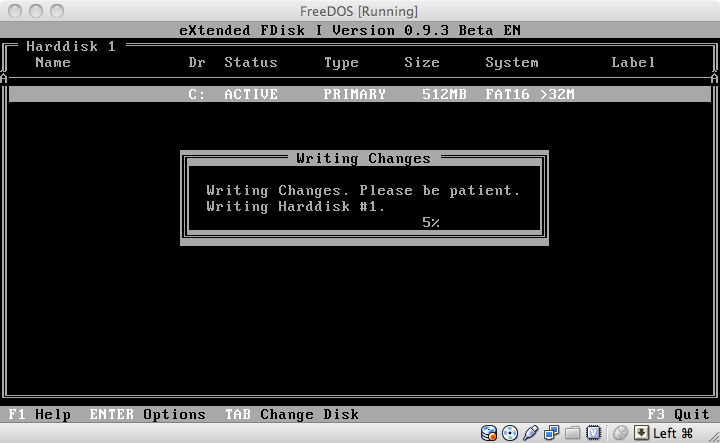 FreeDOS [Running]
eXtended FDisk I Version 0.9.3 Beta EN
Harddisk 1
Name Dr Status Type Size System Label
C: ACTIVE PRIMARY 512MB FAT16 >32M
Writing Changes
Writing Changes. Please be patient.
Writing Harddisk #1.
5%
F1 Help ENTER Options TAB Change Disk F3 Quit
Left ⌘